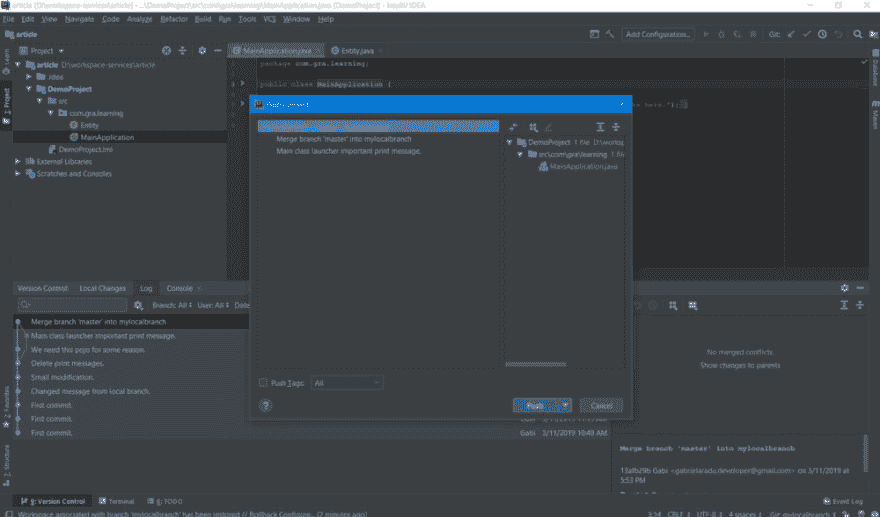 article [D:\workspace-services\article] - ...\DemoProject\src\com\gra\learning\MainApplication.java [DemoProject] - IntelliJ IDEA
File Edit View Navigate Code Analyze Refactor Build Run Tools VCS Window Help
article
Add Configuration...
Git:
Project
MainApplication.java
Entity.java
article D:\workspace-services\article
.idea
DemoProject
src
com.gra.learning
Entity
MainApplication
DemoProject.iml
External Libraries
Scratches and Consoles
package com.gra.learning;
public class MainApplication {
here.");
Merge branch 'master' into mylocalbranch
Main class launcher important print message.
DemoProject 1 file
src\com\gra\learning 1 file
MainApplication.java
Push Tags: All
Push
Cancel
Version Control: Local Changes Log Console
Branch: All User: All Date
Merge branch 'master' into mylocalbranch
Main class launcher important print message.
We need this pojo for some reason.
Delete print messages.
Small modification.
Changed message from local branch.
First commit.
First commit.
First commit.
Gabi 3/11/2019 10:48 AM
No merged conflicts.
Show changes to parents
Merge branch 'master' into mylocalbranch
Gabi <gabrielaradu.developer@gmail.com> on 3/11/2019 at
5:53 PM
1: Project
2: Favorites
Z: Structure
Database
Maven
9: Version Control Terminal 6: TODO
Event Log
Workspace associated with branch 'mylocalbranch' has been restored // Rollback Configure... (2 minutes ago)
CRLF UTF-8 4 spaces Git: mylocalbranch